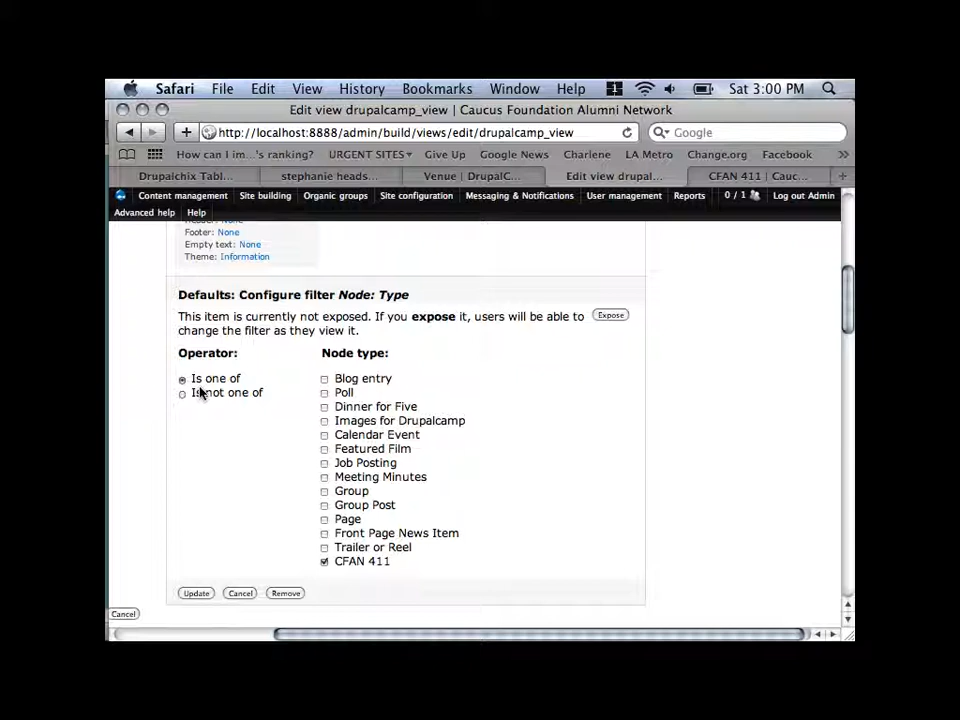 Safari File Edit View History Bookmarks Window Help 1 Sat 3:00 PM
Edit view drupalcamp_view | Caucus Foundation Alumni Network
http://localhost:8888/admin/build/views/edit/drupalcamp_view Google
How can I im...'s ranking? URGENT SITES Give Up Google News Charlene LA Metro Change.org Facebook
Drupalchix Tabl... stephanie heads... Venue | DrupalC... Edit view drupal... CFAN 411 | Cauc...
Content management Site building Organic groups Site configuration Messaging & Notifications User management Reports 0 / 1 Log out Admin
Advanced help Help
Footer: None
Empty text: None
Theme: Information
Defaults: Configure filter Node: Type
This item is currently not exposed. If you expose it, users will be able to Expose
change the filter as they view it.
Operator: Node type:
Is one of Blog entry
Is not one of Poll
Dinner for Five
Images for Drupalcamp
Calendar Event
Featured Film
Job Posting
Meeting Minutes
Group
Group Post
Page
Front Page News Item
Trailer or Reel
CFAN 411
Update Cancel Remove
Cancel